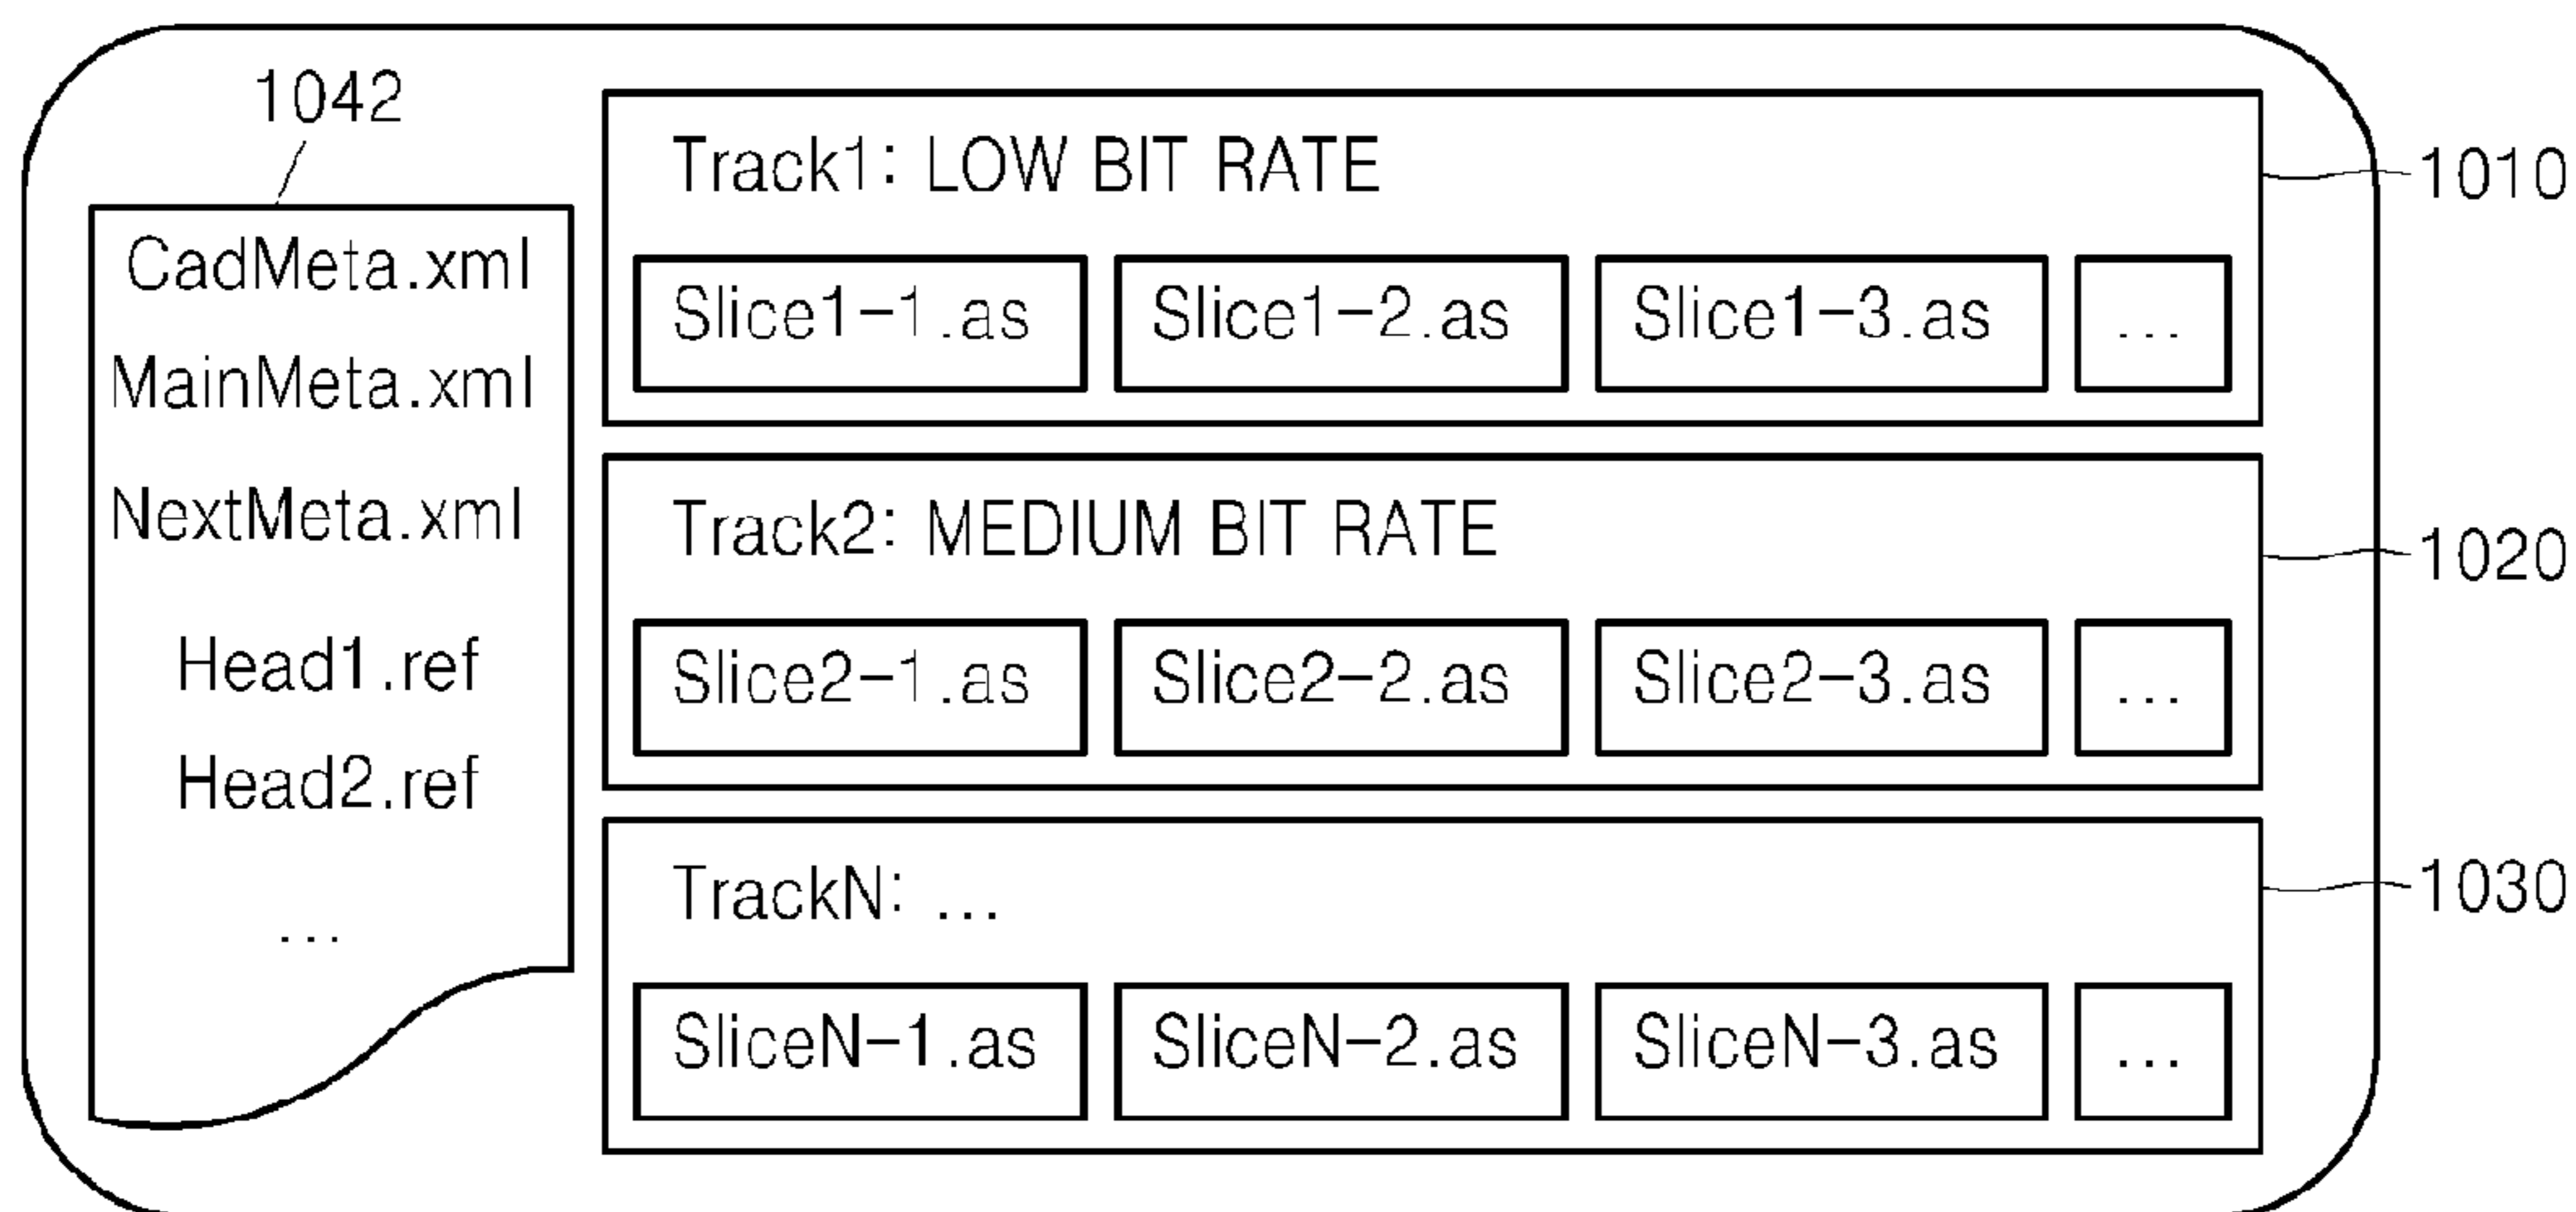 1042
CadMeta.xml
MainMeta.xml
NextMeta.xml
Head1.ref
Head2.ref
...
Track1: LOW BIT RATE
Slice1-1.as
Slice1-2.as
Slice1-3.as
...
1010
Track2: MEDIUM BIT RATE
Slice2-1.as
Slice2-2.as
Slice2-3.as
...
1020
TrackN: ...
SliceN-1.as
SliceN-2.as
SliceN-3.as
...
1030